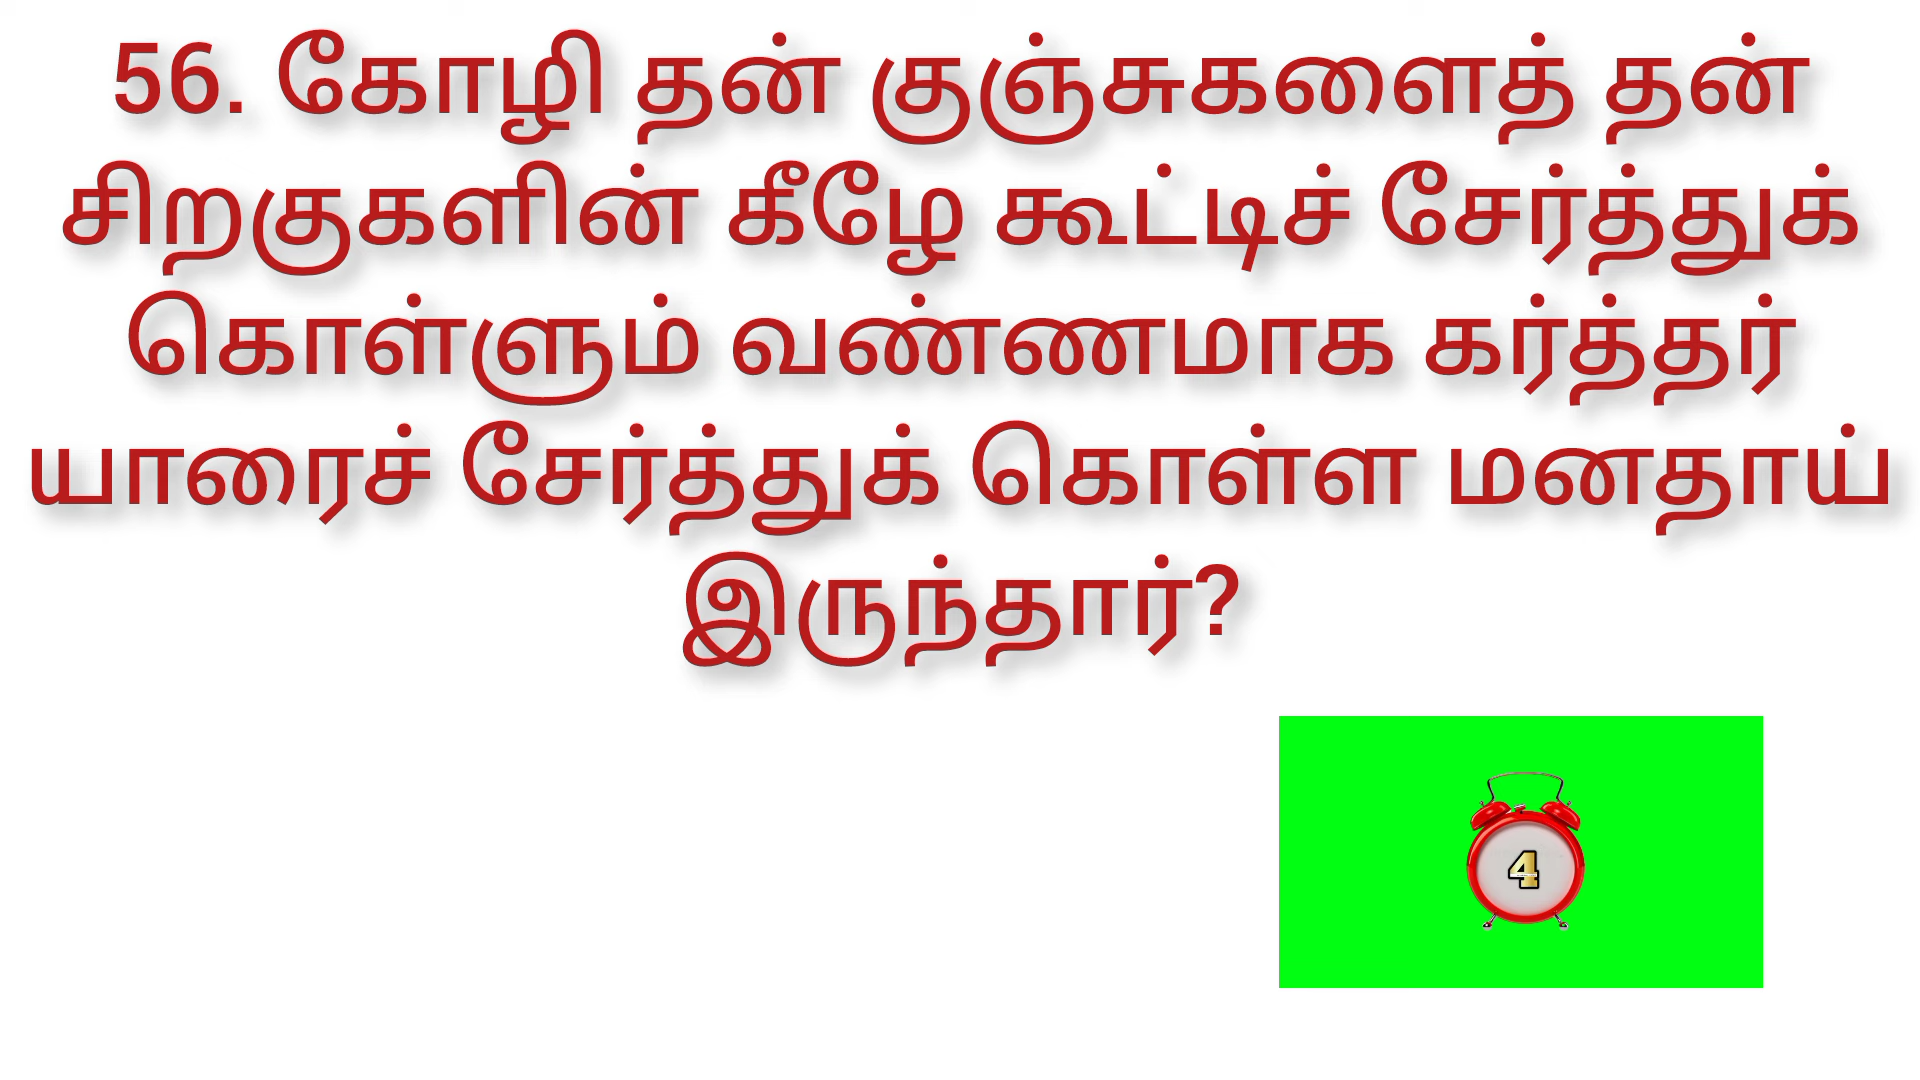 56. கோழி தன் குஞ்சுகளைத் தன்
சிறகுகளின் கீழே கூட்டிச் சேர்த்துக்
கொள்ளும் வண்ணமாக கர்த்தர்
யாரைச் சேர்த்துக் கொள்ள மனதாய்
இருந்தார்?
4